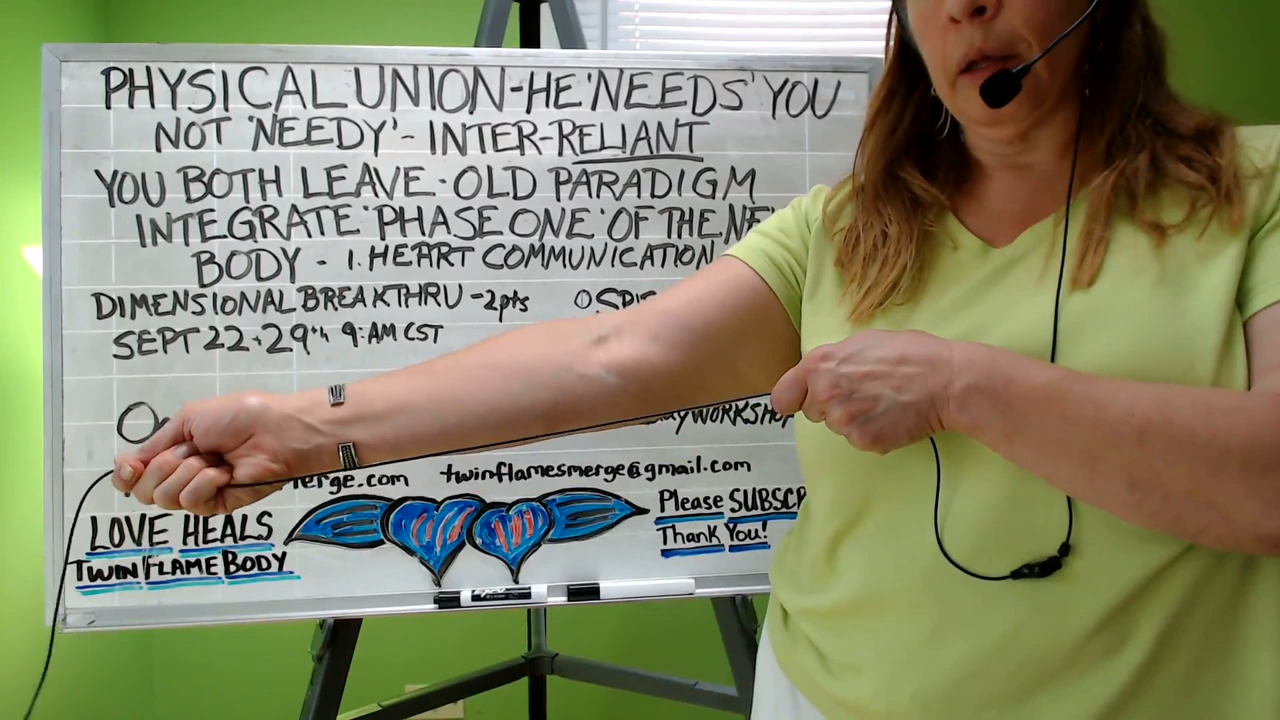 PHYSICAL UNION-HE 'NEEDS' YOU
NOT 'NEEDY' - INTER-RELIANT
YOU BOTH LEAVE· OLD PARADIGM
INTEGRATE 'PHASE ONE' OF THE
BODY - 1. HEART COMMUNICATION
DIMENSIONAL BREAKTHRU -2pts
SEPT 22+29th 9:AM CST
WORKSHOP
merge.com twinflamesmerge@gmail.com
LOVE HEALS
TWIN FLAME BODY
Please
Thank You!